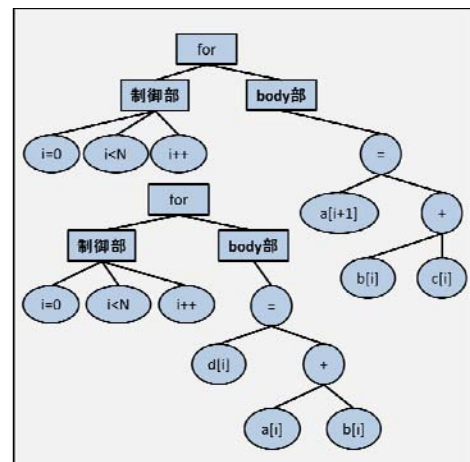 for
制御部 body部
i=0 i<N i++ =
a[i+1] +
b[i] c[i]
for
制御部 body部
i=0 i<N i++ =
d[i] +
a[i] b[i]